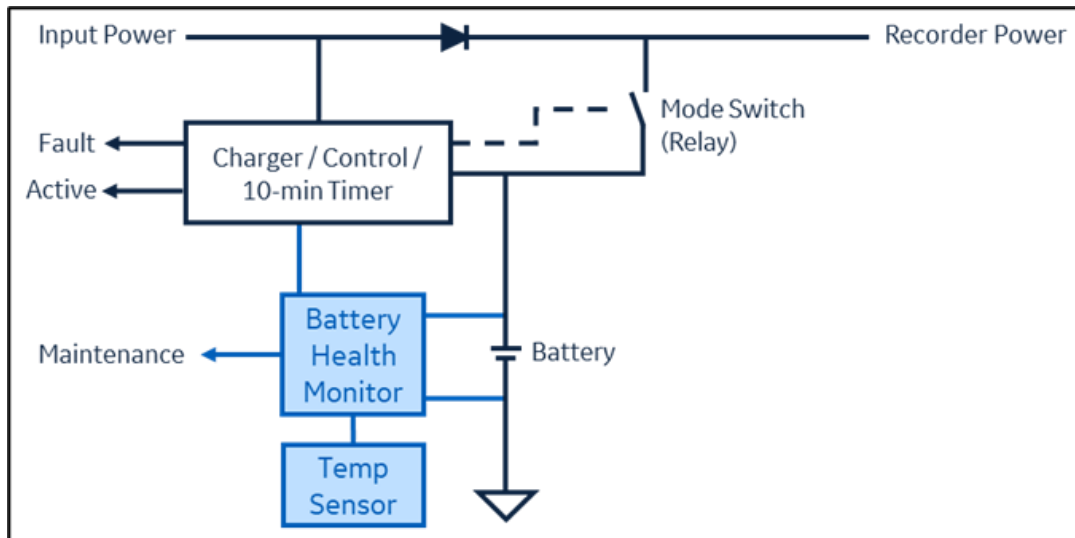 Input Power
Recorder Power
Mode Switch
(Relay)
Fault
Active
Charger / Control /
10-min Timer
Battery
Health
Monitor
Maintenance
Battery
Temp
Sensor